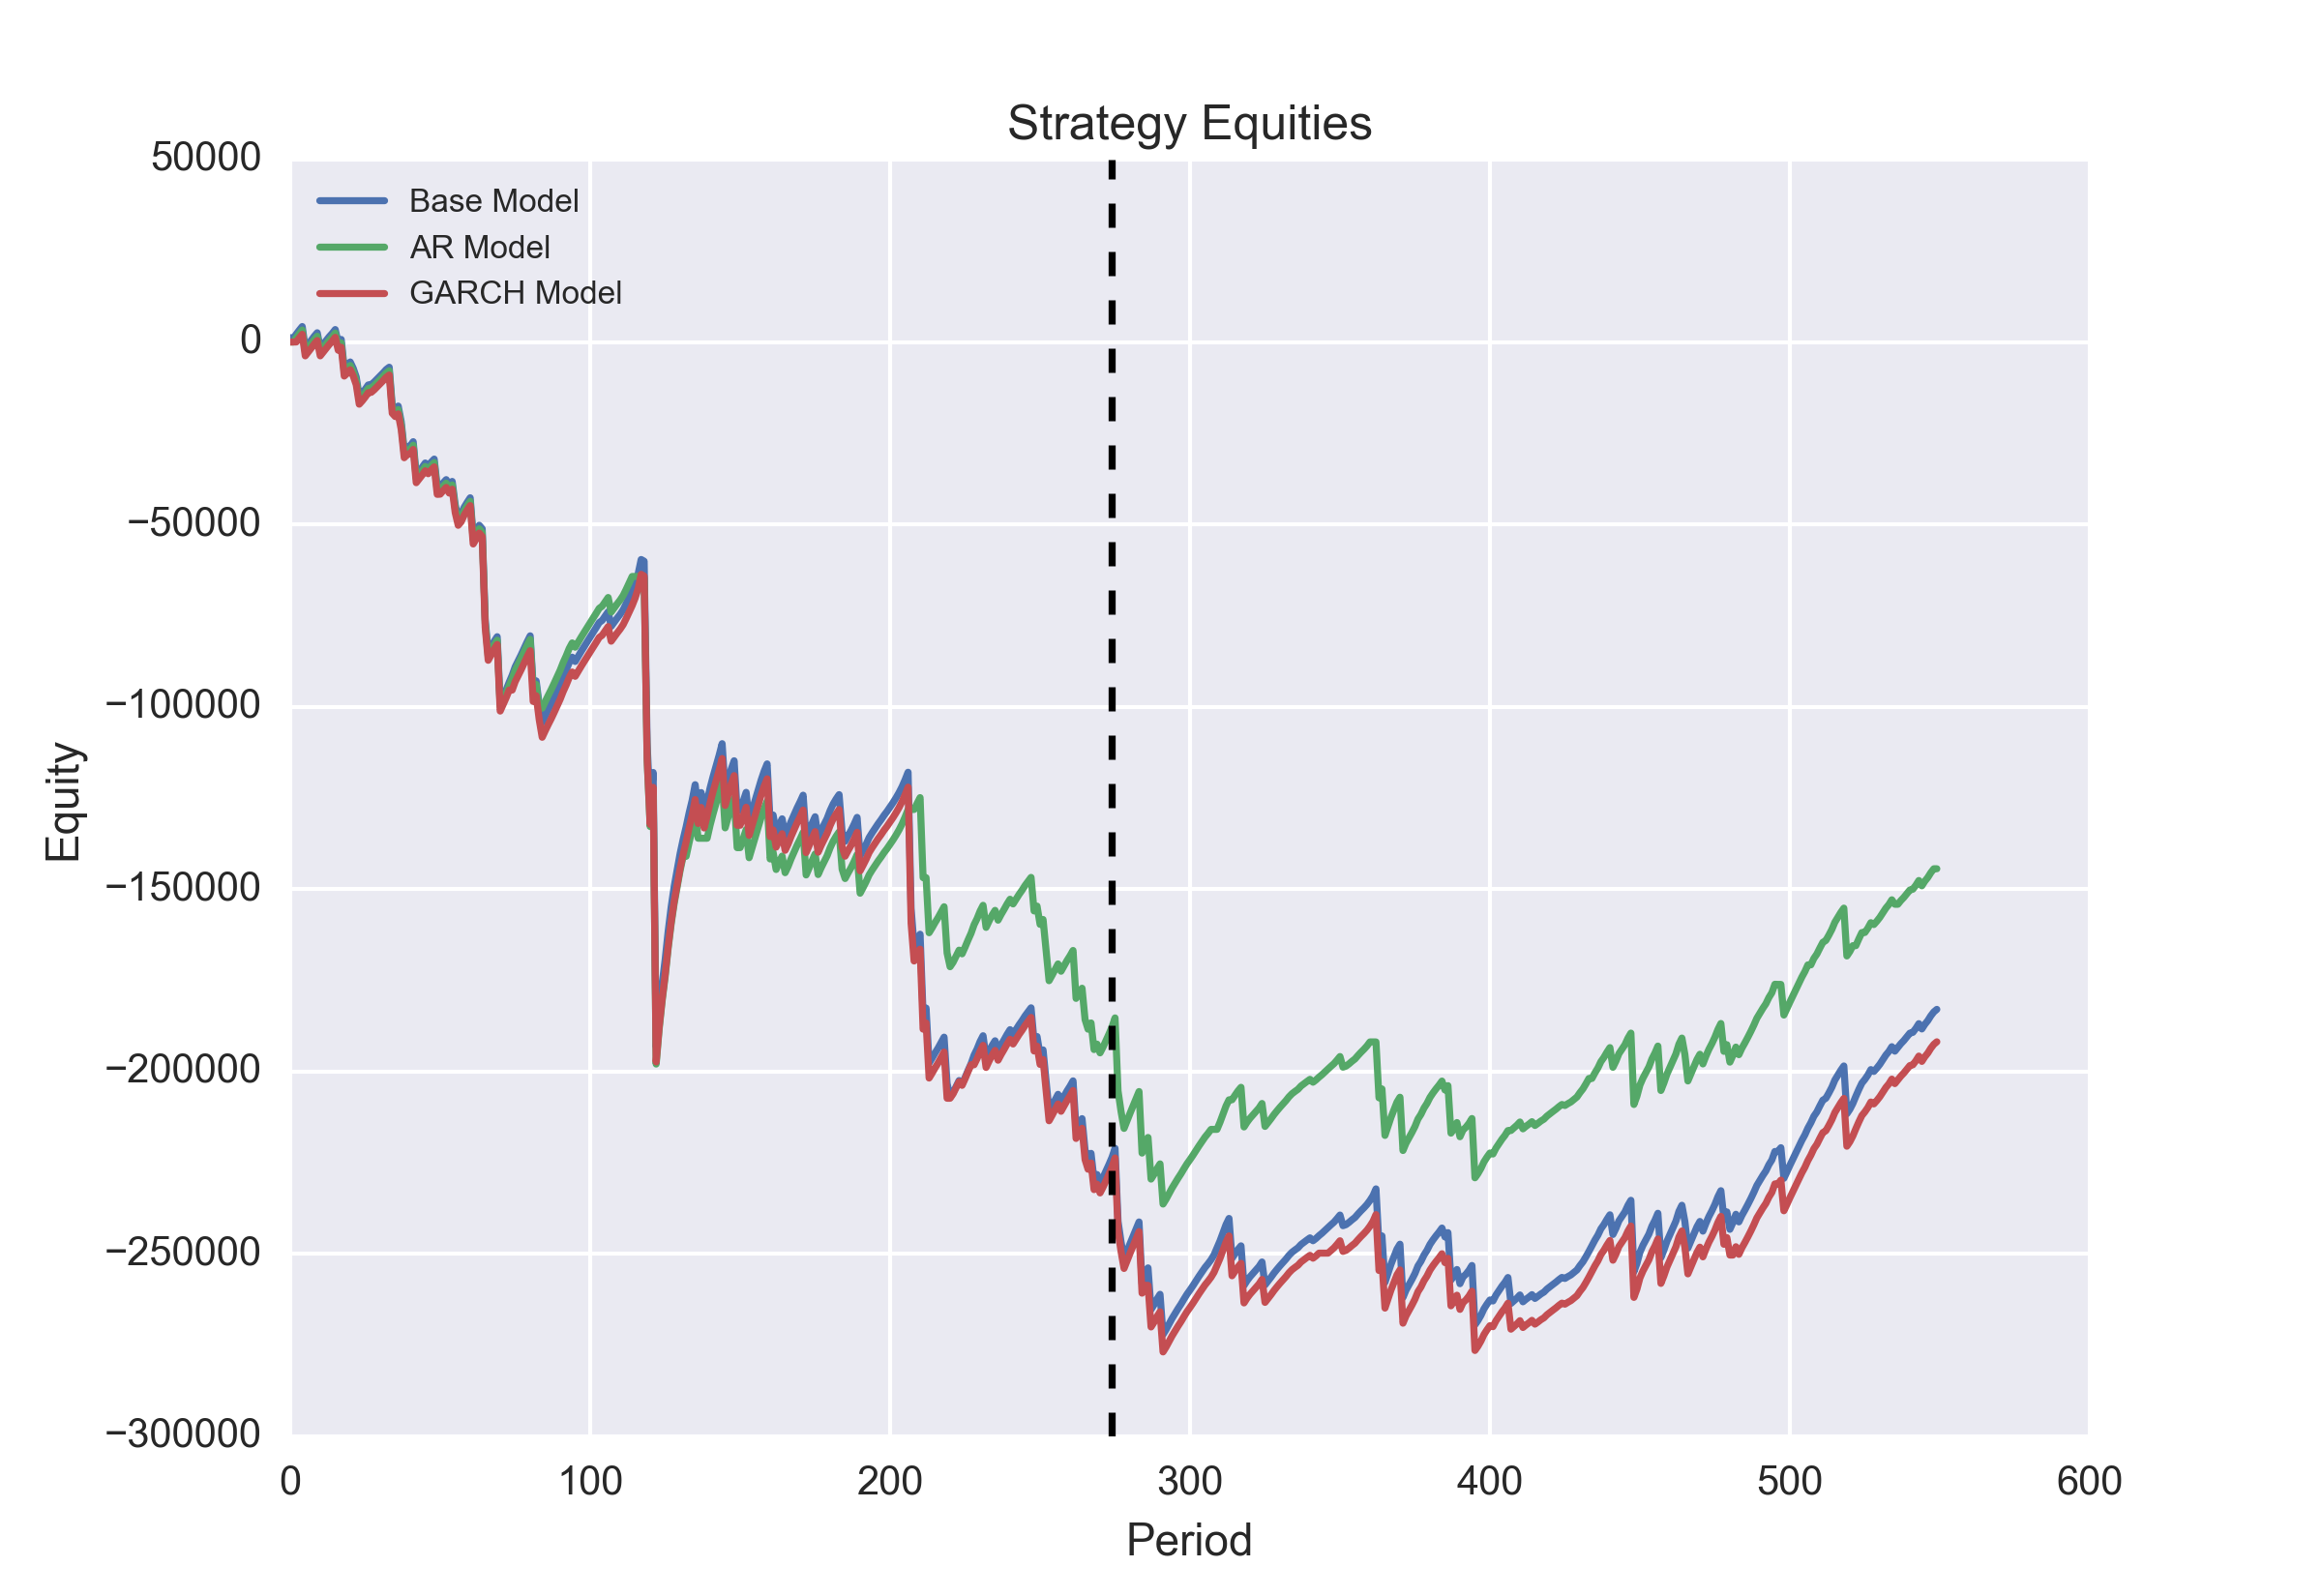 Strategy Equities
50000
0
−50000
−100000
−150000
−200000
−250000
−300000
Equity
Base Model
AR Model
GARCH Model
0 100 200 300 400 500 600
Period